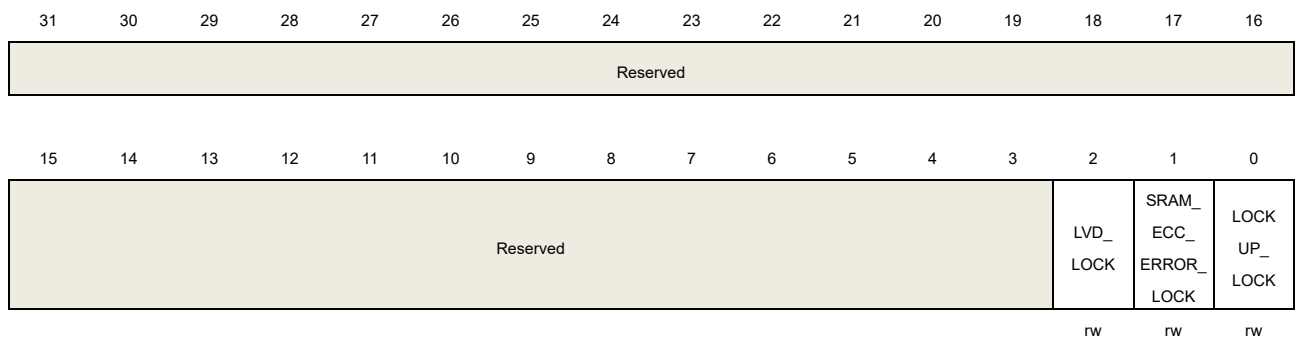 31 30 29 28 27 26 25 24 23 22 21 20 19 18 17 16
Reserved
15 14 13 12 11 10 9 8 7 6 5 4 3 2 1 0
Reserved
LVD_
LOCK
SRAM_
ECC_
ERROR_
LOCK
LOCK
UP_
LOCK
rw rw rw